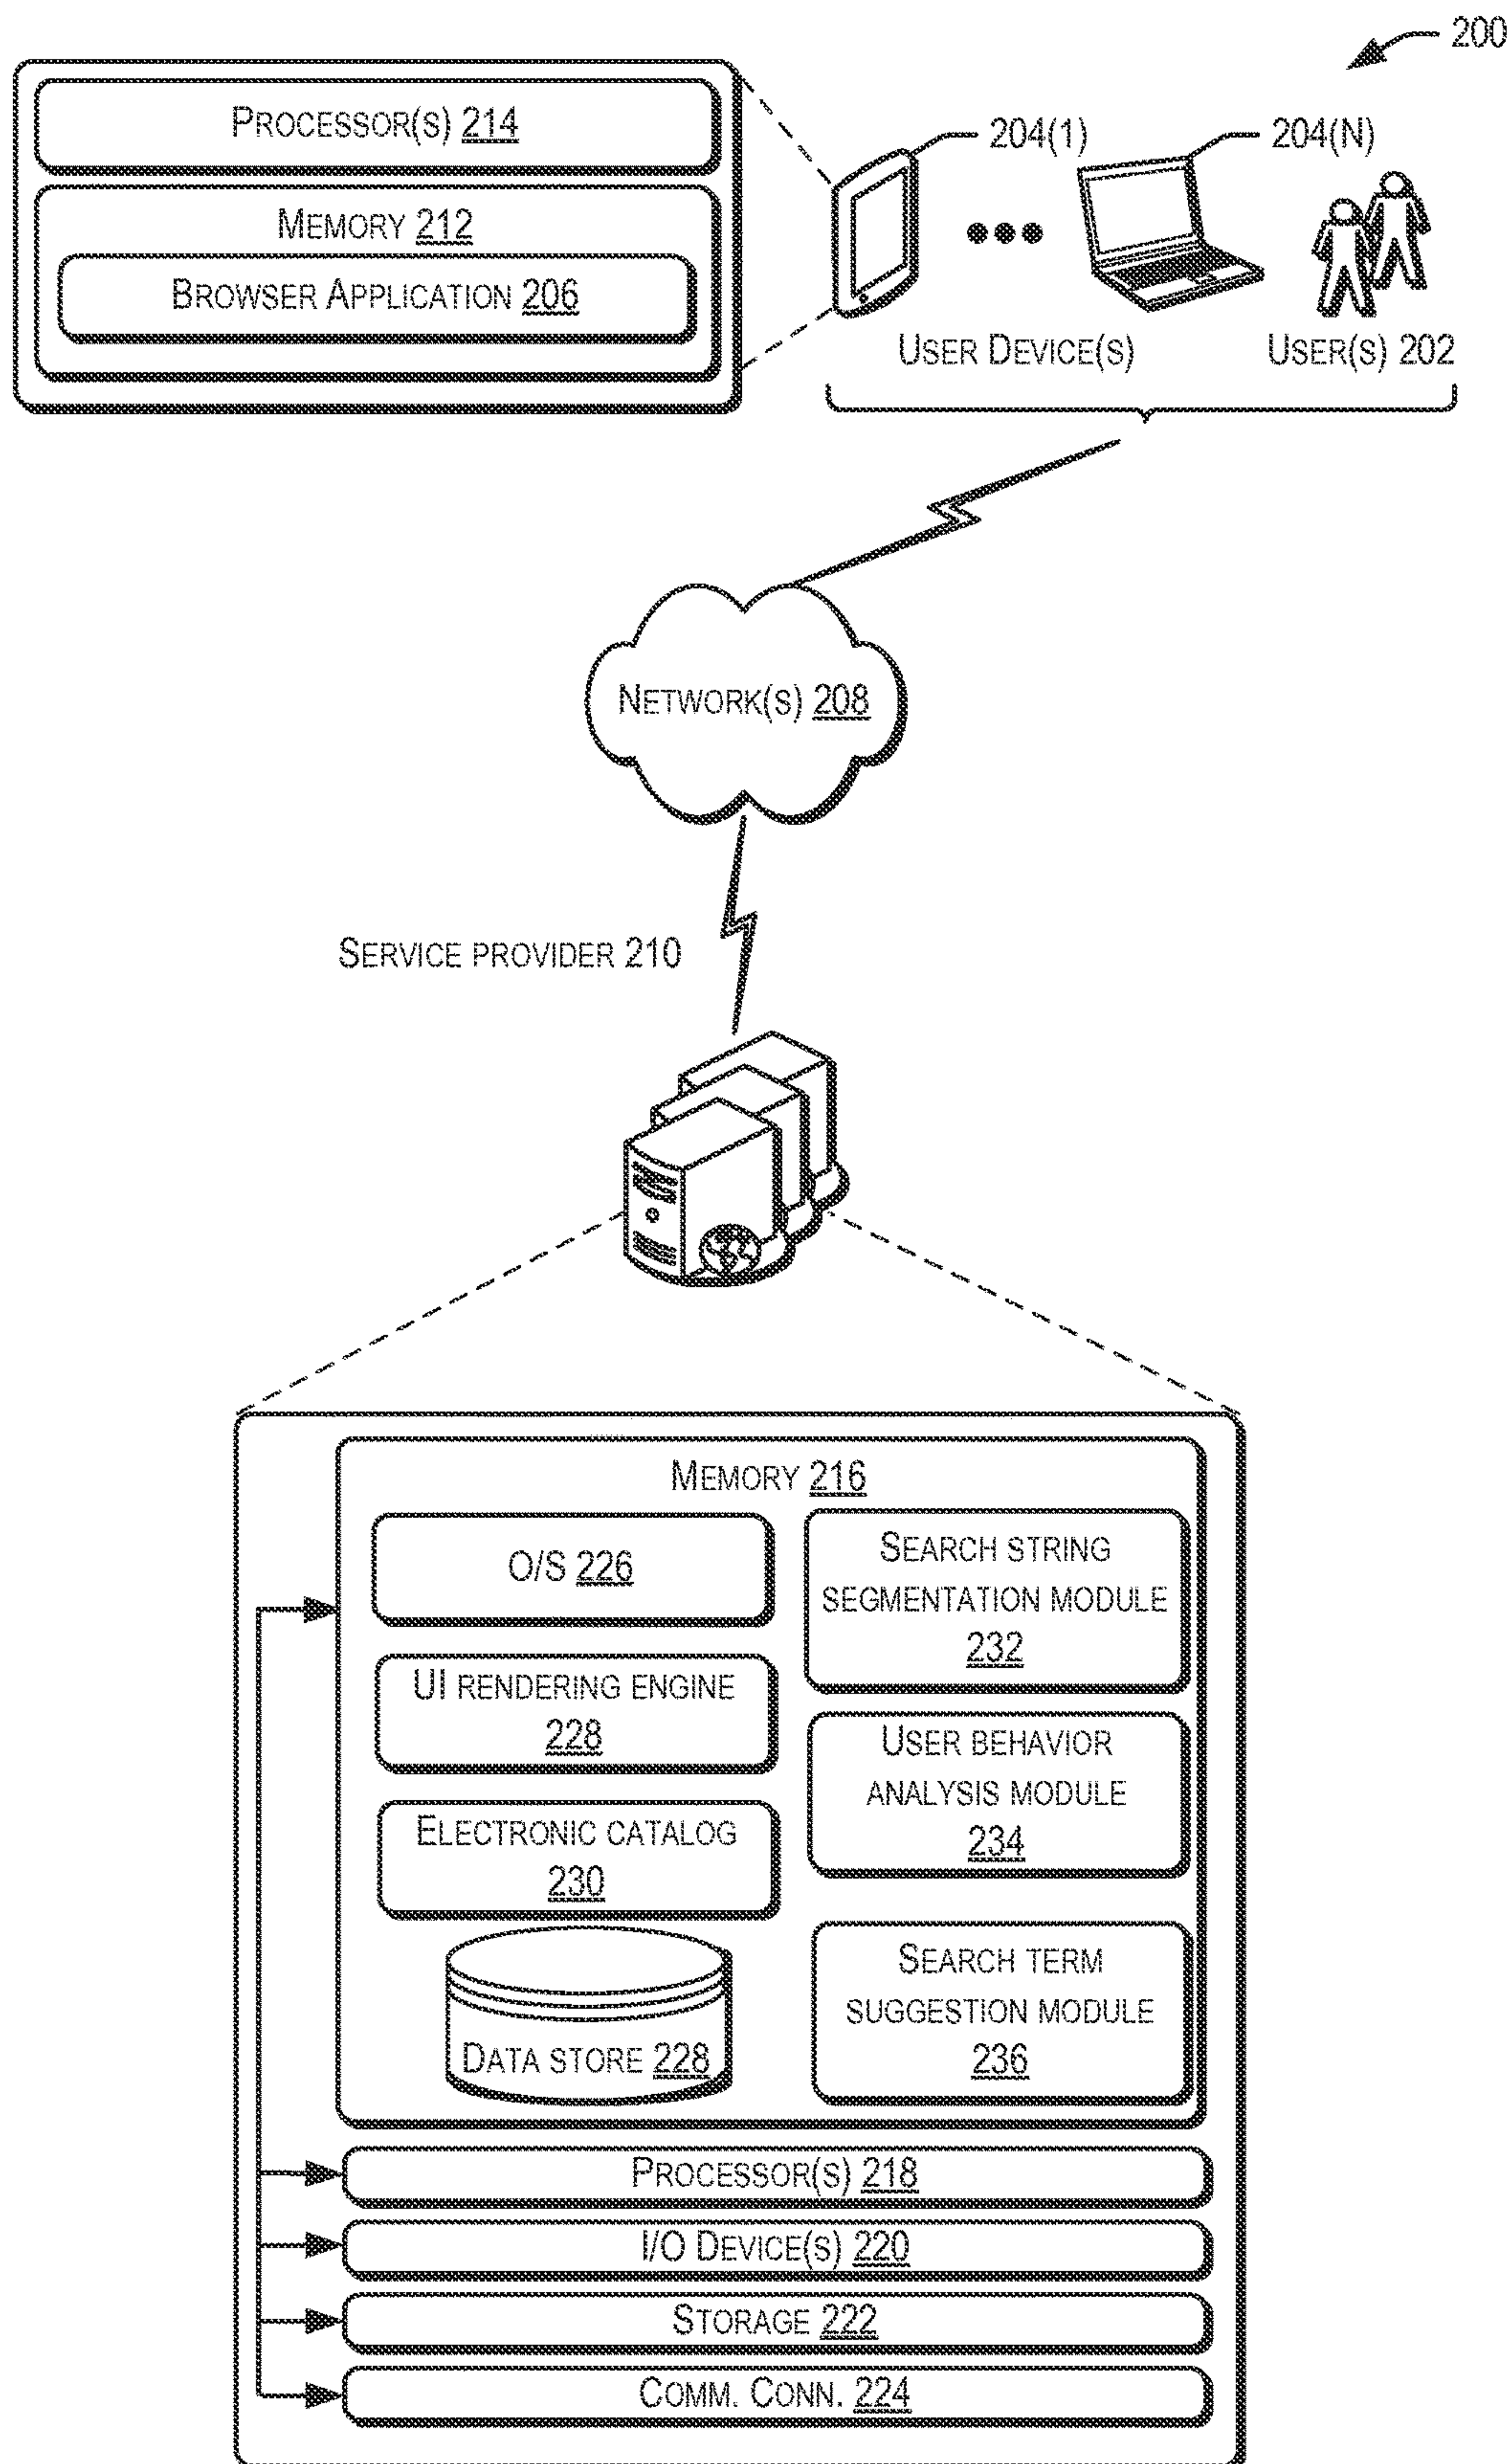 200
PROCESSOR(S) 214
204(1)
204(N)
MEMORY 212
BROWSER APPLICATION 206
USER DEVICE(S)
USER(S) 202
NETWORK(S) 208
SERVICE PROVIDER 210
MEMORY 216
O/S 226
UI RENDERING ENGINE
228
ELECTRONIC CATALOG
230
DATA STORE 228
SEARCH STRING
SEGMENTATION MODULE
232
USER BEHAVIOR
ANALYSIS MODULE
234
SEARCH TERM
SUGGESTION MODULE
236
PROCESSOR(S) 218
I/O DEVICE(S) 220
STORAGE 222
COMM. CONN. 224